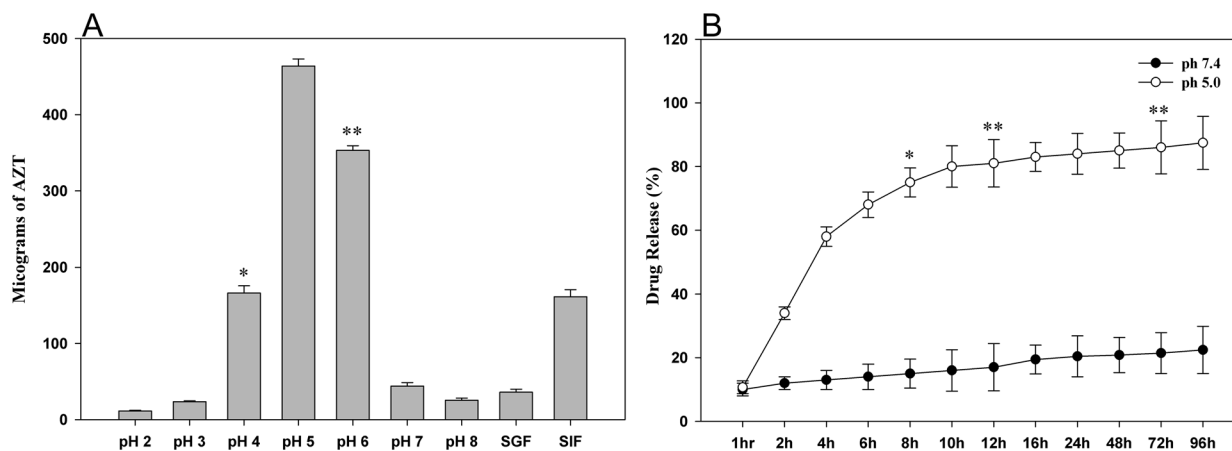 A
Micograms of AZT
500
400
300
200
100
0
*
**
pH 2 pH 3 pH 4 pH 5 pH 6 pH 7 pH 8 SGF SIF
B
Drug Release (%)
120
100
80
60
40
20
0
ph 7.4
ph 5.0
*
**
**
1hr 2h 4h 6h 8h 10h 12h 16h 24h 48h 72h 96h